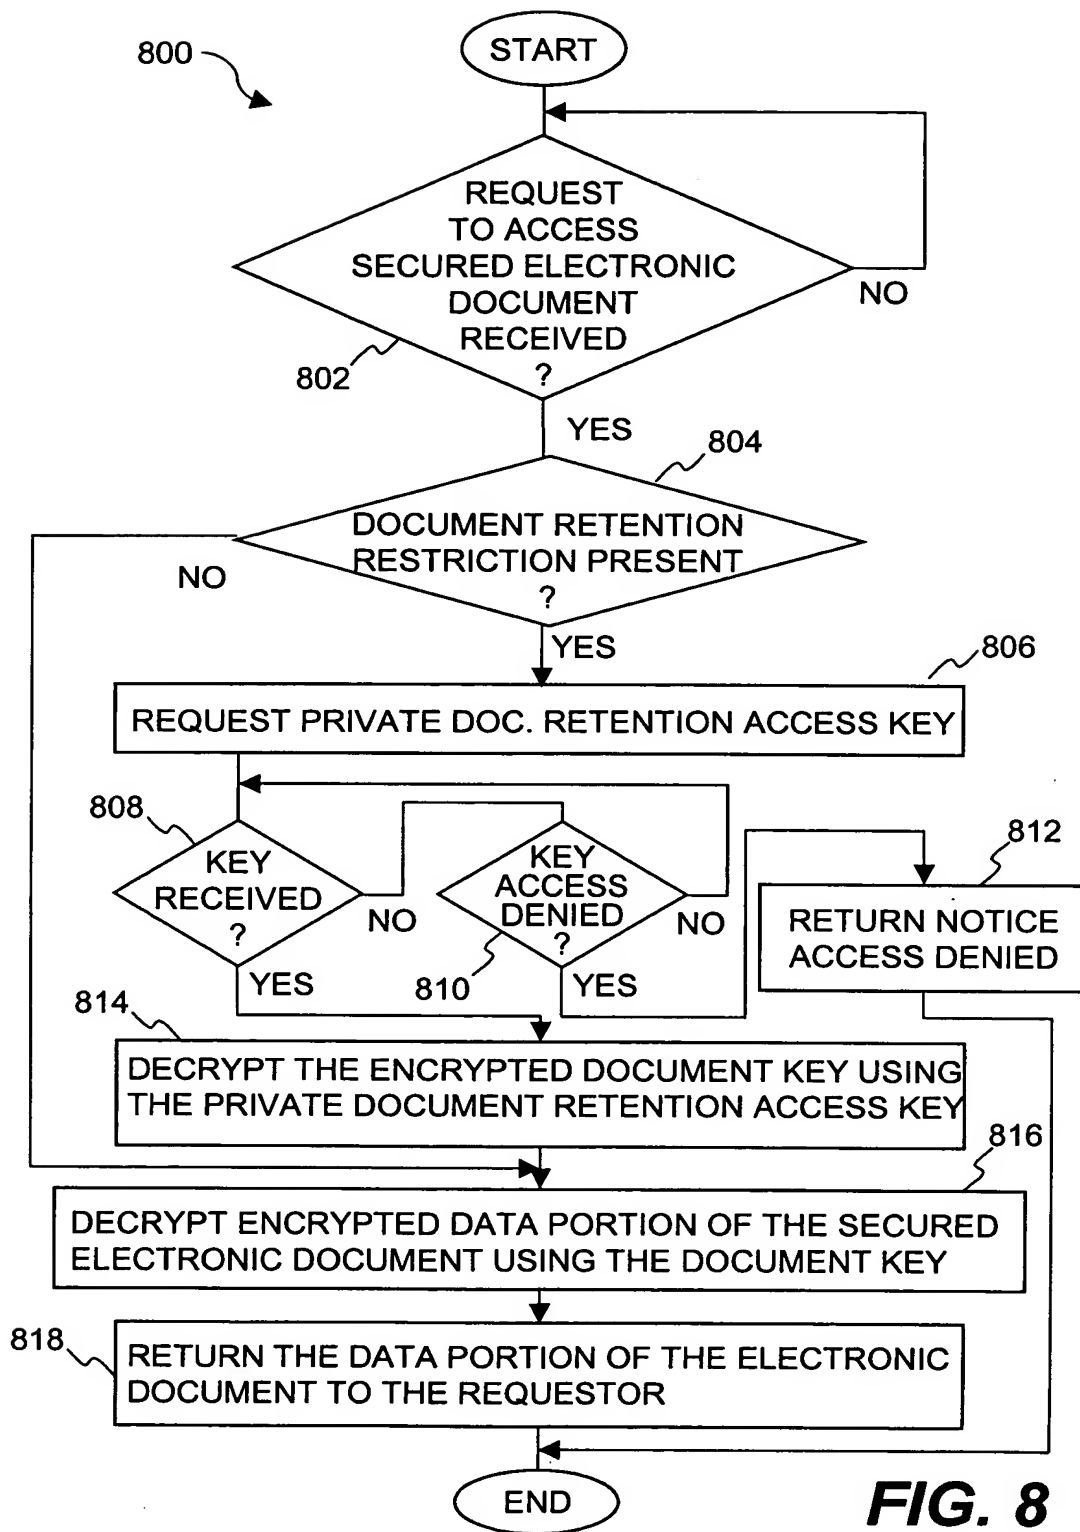 START
800
REQUEST
TO ACCESS
SECURED ELECTRONIC
DOCUMENT
RECEIVED
?
NO
802
YES
804
DOCUMENT RETENTION
RESTRICTION PRESENT
?
NO
YES
806
REQUEST PRIVATE DOC. RETENTION ACCESS KEY
808
KEY
RECEIVED
?
NO
YES
KEY
ACCESS
DENIED
?
NO
810
YES
812
RETURN NOTICE
ACCESS DENIED
814
DECRYPT THE ENCRYPTED DOCUMENT KEY USING
THE PRIVATE DOCUMENT RETENTION ACCESS KEY
816
DECRYPT ENCRYPTED DATA PORTION OF THE SECURED
ELECTRONIC DOCUMENT USING THE DOCUMENT KEY
818
RETURN THE DATA PORTION OF THE ELECTRONIC
DOCUMENT TO THE REQUESTOR
END
FIG. 8